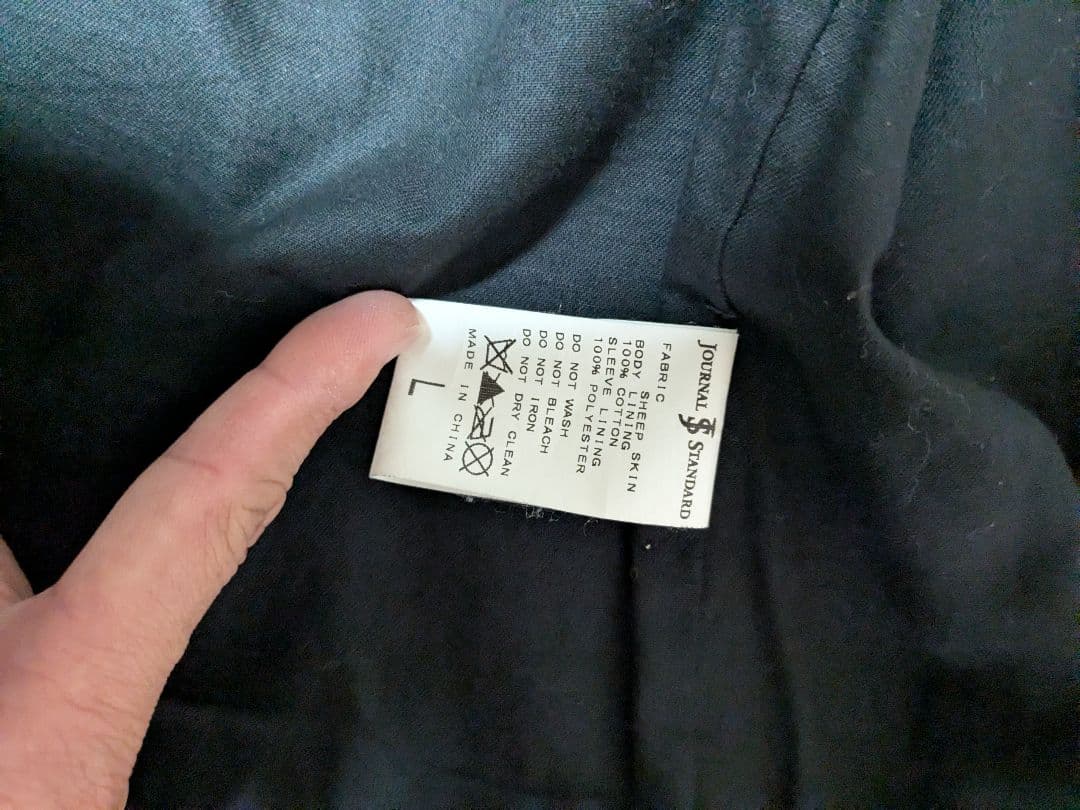 JOURNAL JS STANDARD
FABRIC
SHEEP SKIN
BODY LINING
100% COTTON
SLEEVE LINING
100% POLYESTER
DO NOT WASH
DO NOT BLEACH
DO NOT IRON
DO NOT DRY CLEAN
MADE IN CHINA
L